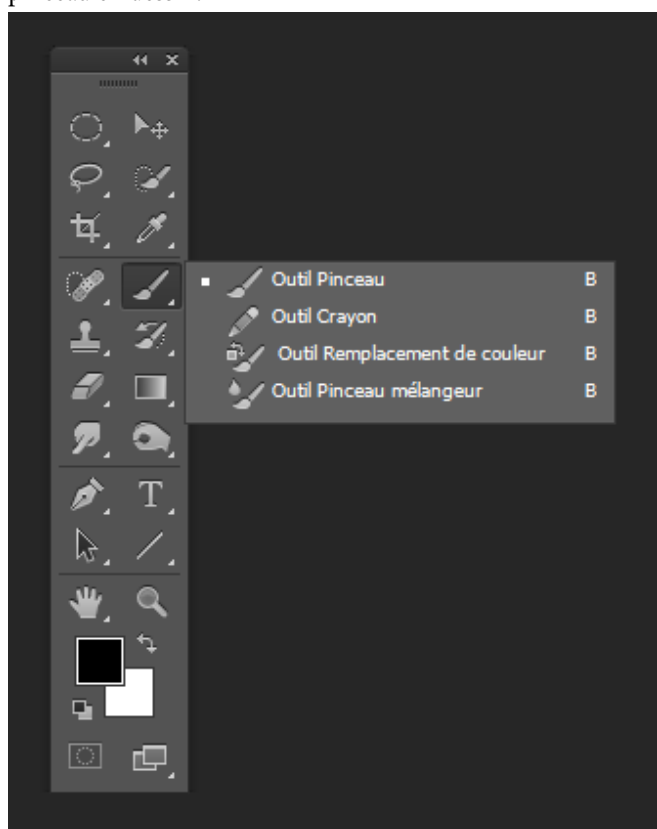 Outil Pinceau B
Outil Crayon B
Outil Remplacement de couleur B
Outil Pinceau mélangeur B
T